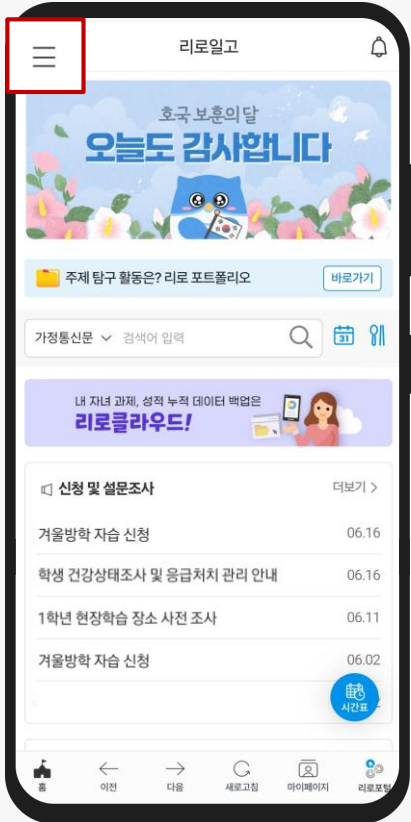 리로일고
호국 보훈의 달
오늘도 감사합니다
주제 탐구 활동은? 리로 포트폴리오
바로가기
가정통신문 검색어 입력
31
내 자녀 과제, 성적 누적 데이터 백업은
리로클라우드!
신청 및 설문조사
더보기 >
겨울방학 자습 신청 06.16
학생 건강상태조사 및 응급처치 관리 안내 06.16
1학년 현장학습 장소 사전 조사 06.11
겨울방학 자습 신청 06.02
시간표
홈 이전 다음 새로고침 마이페이지 리로포털